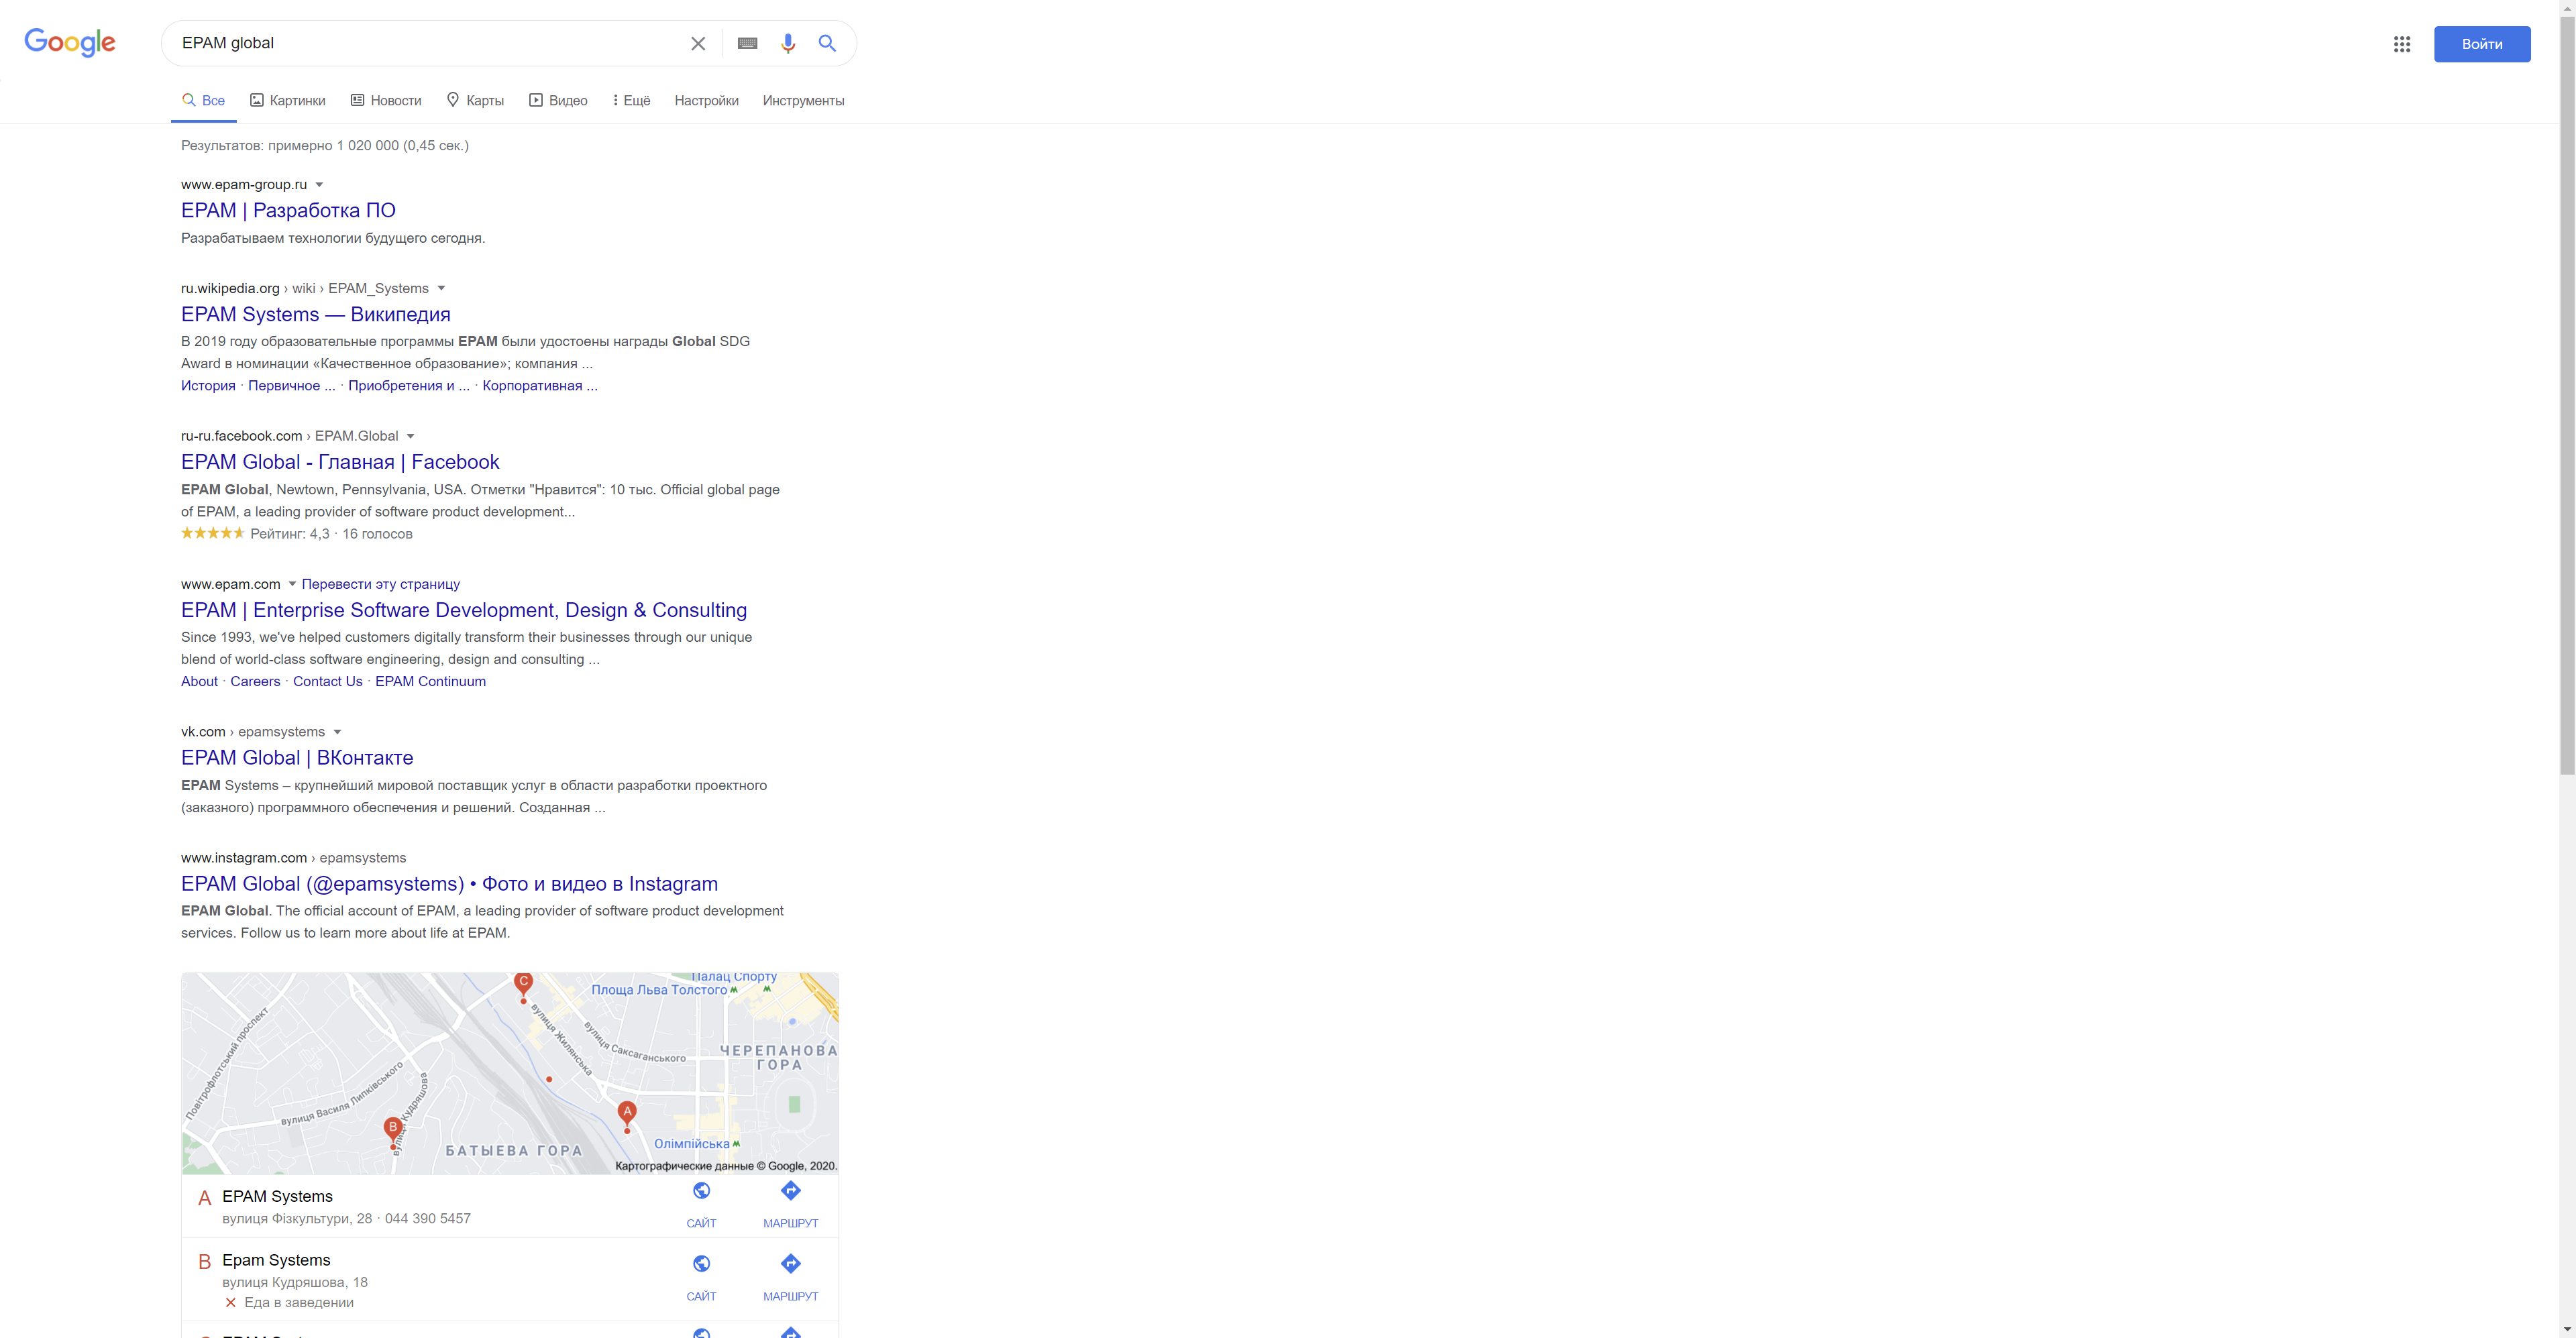 Google
EPAM global
Войти
Все
Картинки
Новости
Карты
Видео
Ещё
Настройки
Инструменты
Результатов: примерно 1 020 000 (0,45 сек.)
www.epam-group.ru
EPAM | Разработка ПО
Разрабатываем технологии будущего сегодня.
ru.wikipedia.org › wiki › EPAM_Systems
EPAM Systems — Википедия
В 2019 году образовательные программы EPAM были удостоены награды Global SDG
Award в номинации «Качественное образование»; компания ...
История · Первичное ... · Приобретения и ... · Корпоративная ...
ru-ru.facebook.com › EPAM.Global
EPAM Global - Главная | Facebook
EPAM Global, Newtown, Pennsylvania, USA. Отметки "Нравится": 10 тыс. Official global page
of EPAM, a leading provider of software product development...
Рейтинг: 4,3 · 16 голосов
www.epam.com Перевести эту страницу
EPAM | Enterprise Software Development, Design & Consulting
Since 1993, we've helped customers digitally transform their businesses through our unique
blend of world-class software engineering, design and consulting ...
About · Careers · Contact Us · EPAM Continuum
vk.com › epamsystems
EPAM Global | ВКонтакте
EPAM Systems – крупнейший мировой поставщик услуг в области разработки проектного
(заказного) программного обеспечения и решений. Созданная ...
www.instagram.com › epamsystems
EPAM Global (@epamsystems) • Фото и видео в Instagram
EPAM Global. The official account of EPAM, a leading provider of software product development
services. Follow us to learn more about life at EPAM.
Палац Спорту
C
Площа Льва Толстого
Повітрофлотський проспект
вулиця Жилянська
вулиця Саксаганського
ЧЕРЕПАНОВА
ГОРА
вулиця Василя Липківського
вулиця Кудряшова
A
B
Олімпійська
БАТЫЕВА ГОРА
Картографические данные © Google, 2020.
A
EPAM Systems
вулиця Фізкультури, 28 · 044 390 5457
САЙТ
МАРШРУТ
B
Epam Systems
вулиця Кудряшова, 18
Еда в заведении
САЙТ
МАРШРУТ